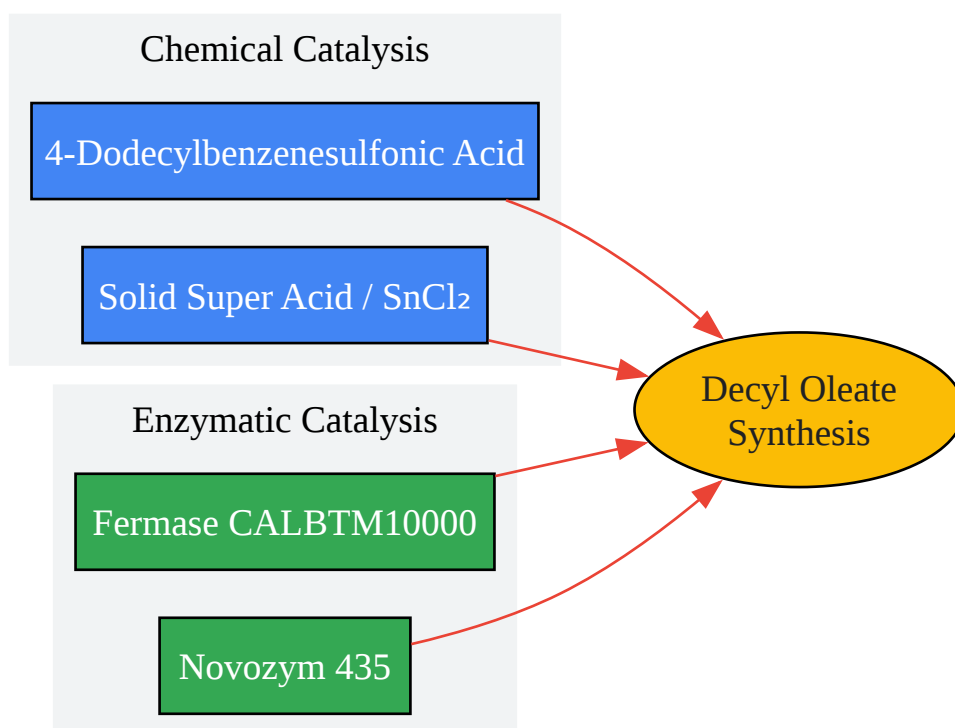 Chemical Catalysis
4-Dodecylbenzenesulfonic Acid
Solid Super Acid / SnCl₂
Enzymatic Catalysis
Fermase CALBTM10000
Novozym 435
Decyl Oleate
Synthesis